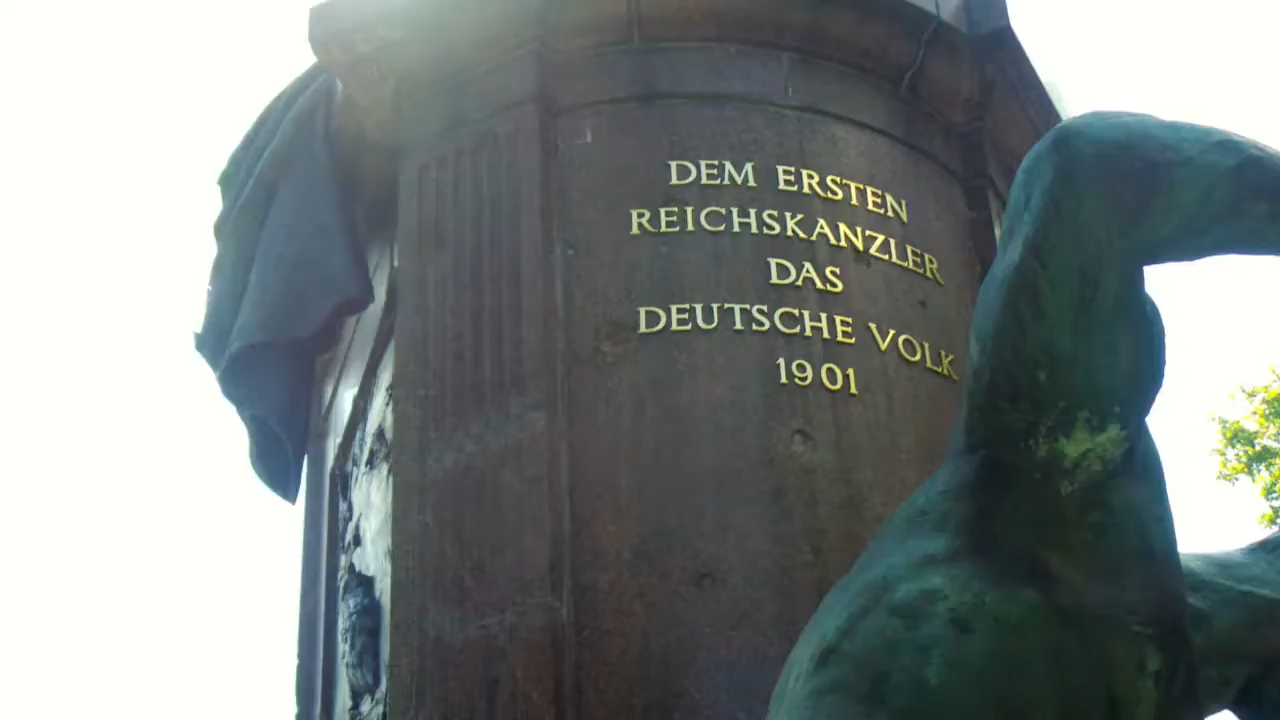 DEM ERSTEN
REICHSKANZLER
DAS
DEUTSCHE VOLK
1901